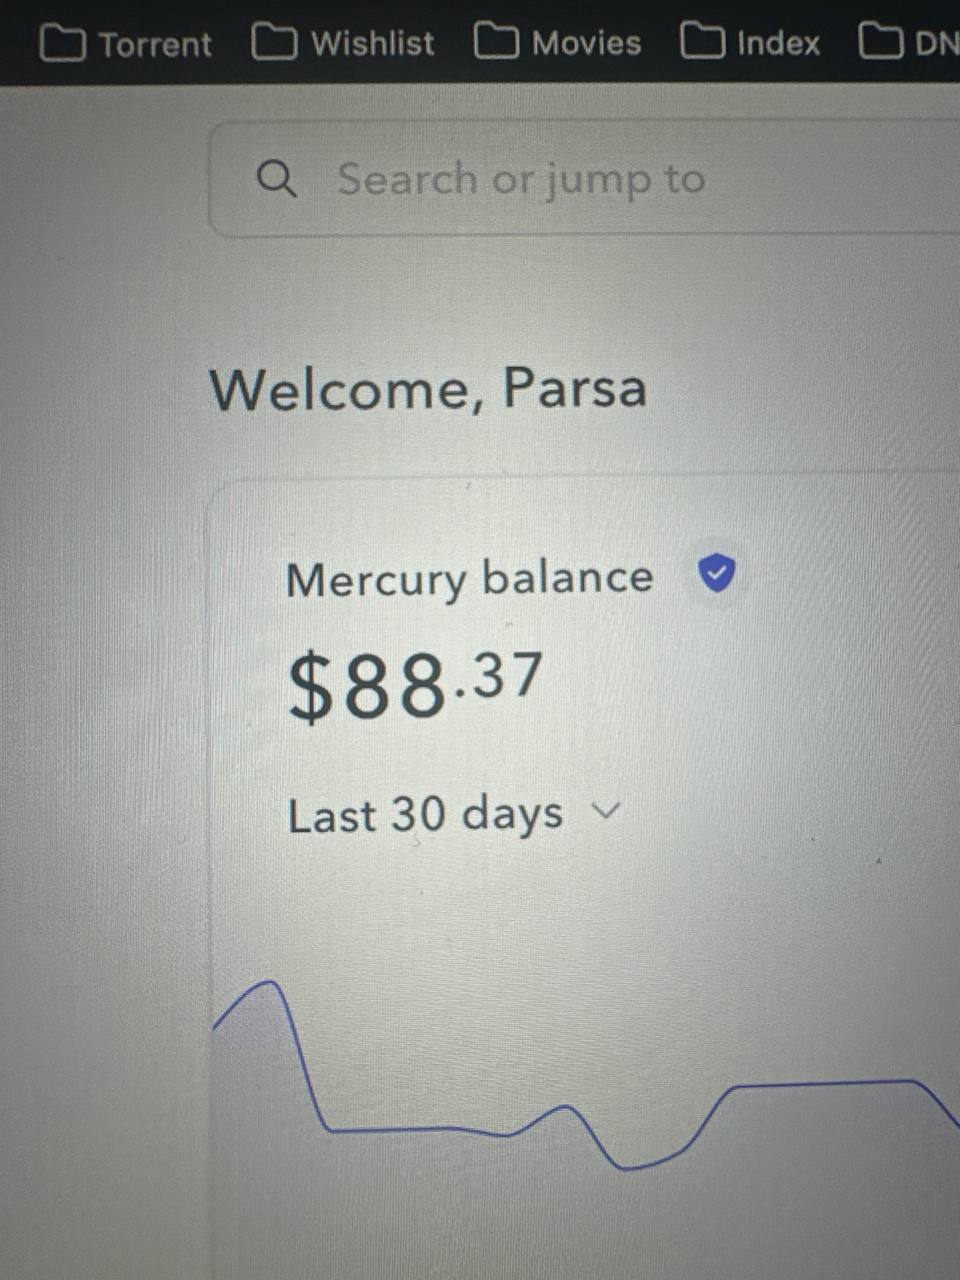 Torrent Wishlist Movies Index DN
Search or jump to
Welcome, Parsa
Mercury balance
$88.37
Last 30 days